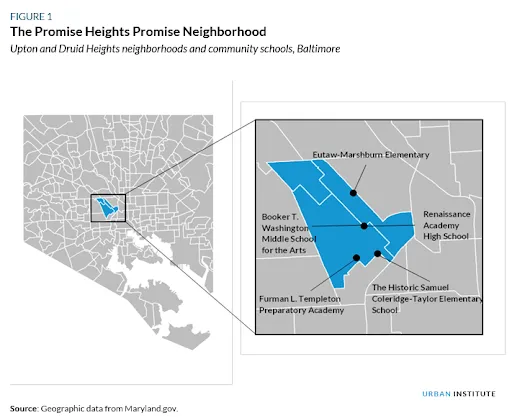 FIGURE 1
The Promise Heights Promise Neighborhood
Upton and Druid Heights neighborhoods and community schools, Baltimore
Eutaw-Marshburn Elementary
Booker T.
Washington
Middle School
for the Arts
Renaissance
Academy
High School
Furman L. Templeton
Preparatory Academy
The Historic Samuel
Coleridge-Taylor Elementary
School
URBAN INSTITUTE
Source: Geographic data from Maryland.gov.